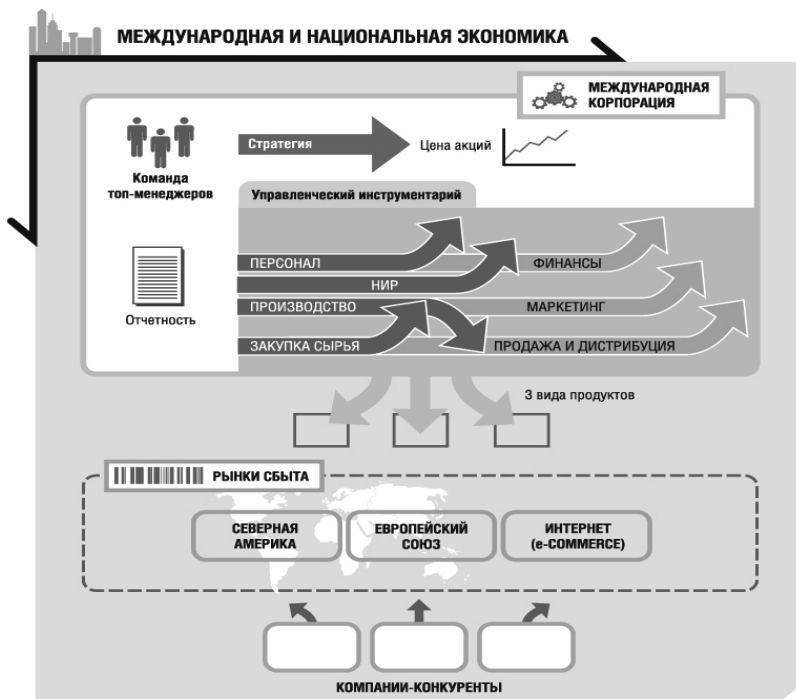 МЕЖДУНАРОДНАЯ И НАЦИОНАЛЬНАЯ ЭКОНОМИКА
МЕЖДУНАРОДНАЯ
КОРПОРАЦИЯ
Стратегия
Цена акций
Команда
топ-менеджеров
Управленческий инструментарий
ПЕРСОНАЛ
ФИНАНСЫ
НИР
ПРОИЗВОДСТВО
МАРКЕТИНГ
Отчетность
ЗАКУПКА СЫРЬЯ
ПРОДАЖА И ДИСТРИБУЦИЯ
3 вида продуктов
РЫНКИ СБЫТА
СЕВЕРНАЯ
АМЕРИКА
ЕВРОПЕЙСКИЙ
СОЮЗ
ИНТЕРНЕТ
(e-COMMERCE)
КОМПАНИИ-КОНКУРЕНТЫ